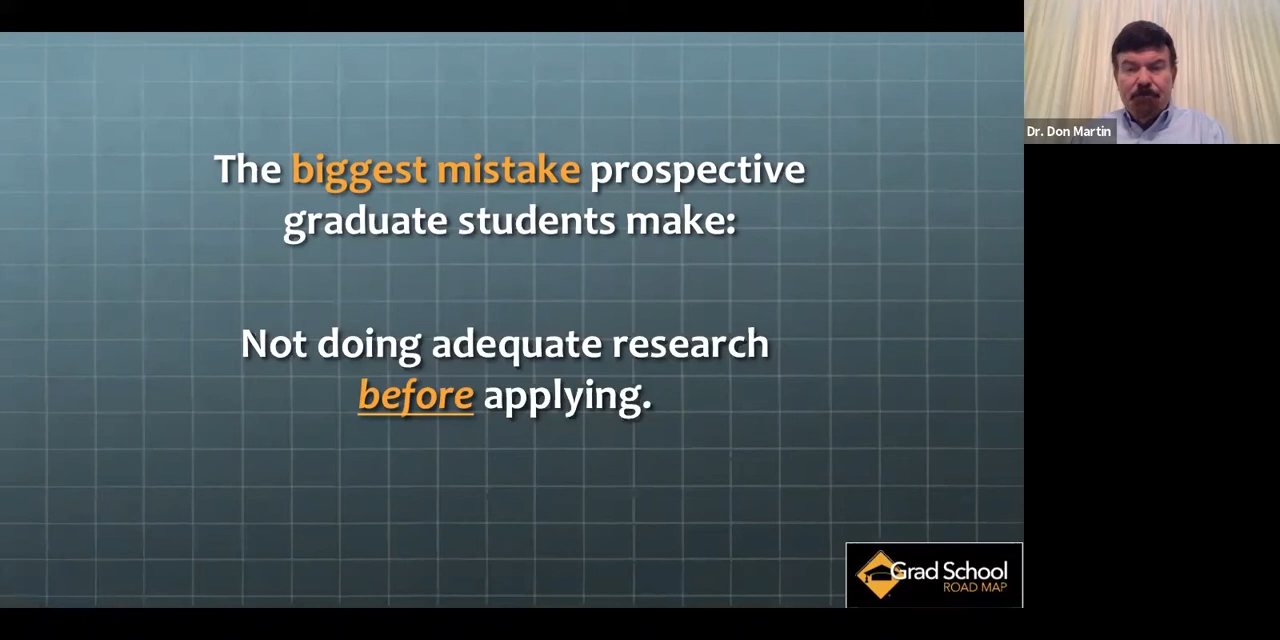 The biggest mistake prospective
graduate students make:
Not doing adequate research
before applying.
Dr. Don Martin
Grad School
ROAD MAP